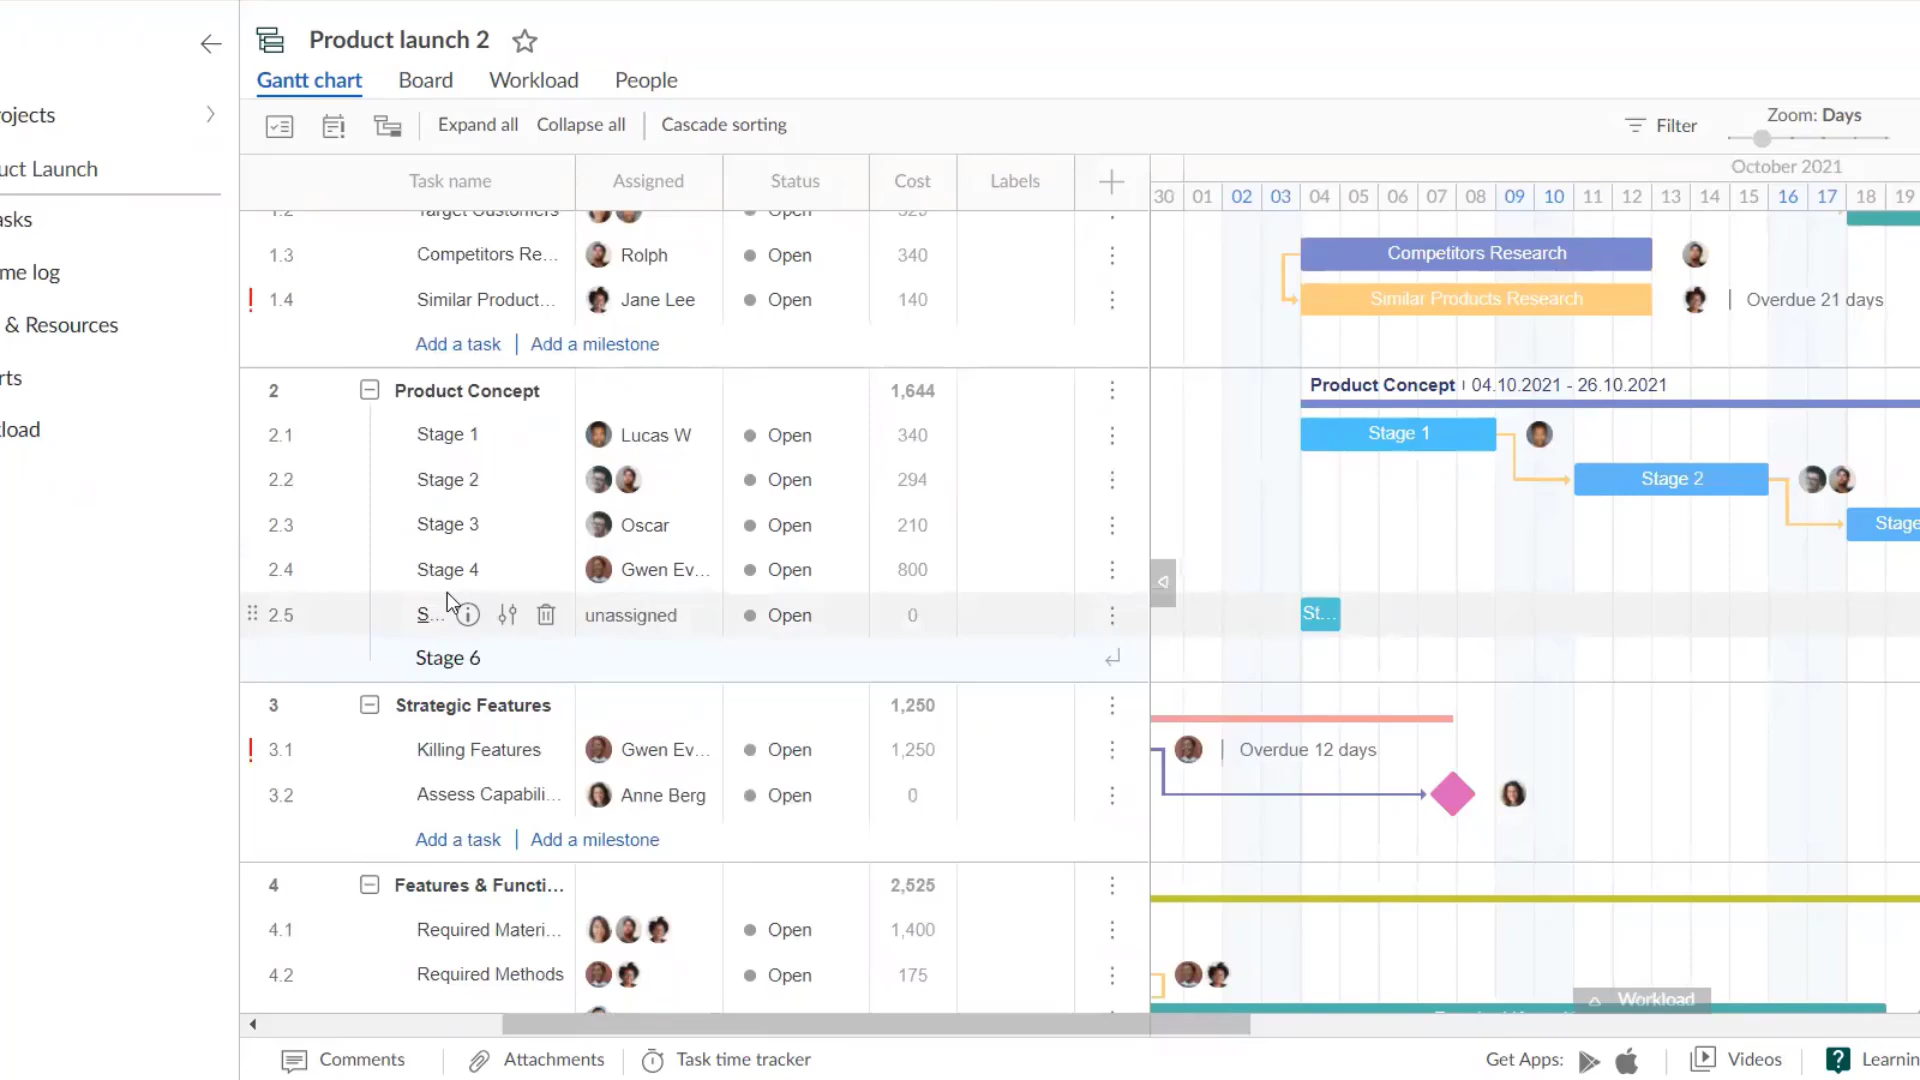 Product launch 2
Gantt chart Board Workload People
ojects
uct Launch
asks
me log
& Resources
rts
load
Expand all Collapse all Cascade sorting
Filter
Zoom: Days
Task name Assigned Status Cost Labels
October 2021
30 01 02 03 04 05 06 07 08 09 10 11 12 13 14 15 16 17 18 19
1.2 Target Customers Open 325
1.3 Competitors Re... Rolph Open 340
Competitors Research
! 1.4 Similar Product... Jane Lee Open 140
Similar Products Research Overdue 21 days
Add a task | Add a milestone
2 Product Concept 1,644
Product Concept 04.10.2021 - 26.10.2021
2.1 Stage 1 Lucas W Open 340
Stage 1
2.2 Stage 2 Open 294
Stage 2
2.3 Stage 3 Oscar Open 210
Stage
2.4 Stage 4 Gwen Ev... Open 800
2.5 S... unassigned Open 0
St...
Stage 6
3 Strategic Features 1,250
! 3.1 Killing Features Gwen Ev... Open 1,250
Overdue 12 days
3.2 Assess Capabili... Anne Berg Open 0
Add a task | Add a milestone
4 Features & Functi... 2,525
4.1 Required Materi... Open 1,400
4.2 Required Methods Open 175
Workload
Comments Attachments Task time tracker
Get Apps: Videos ? Learnin